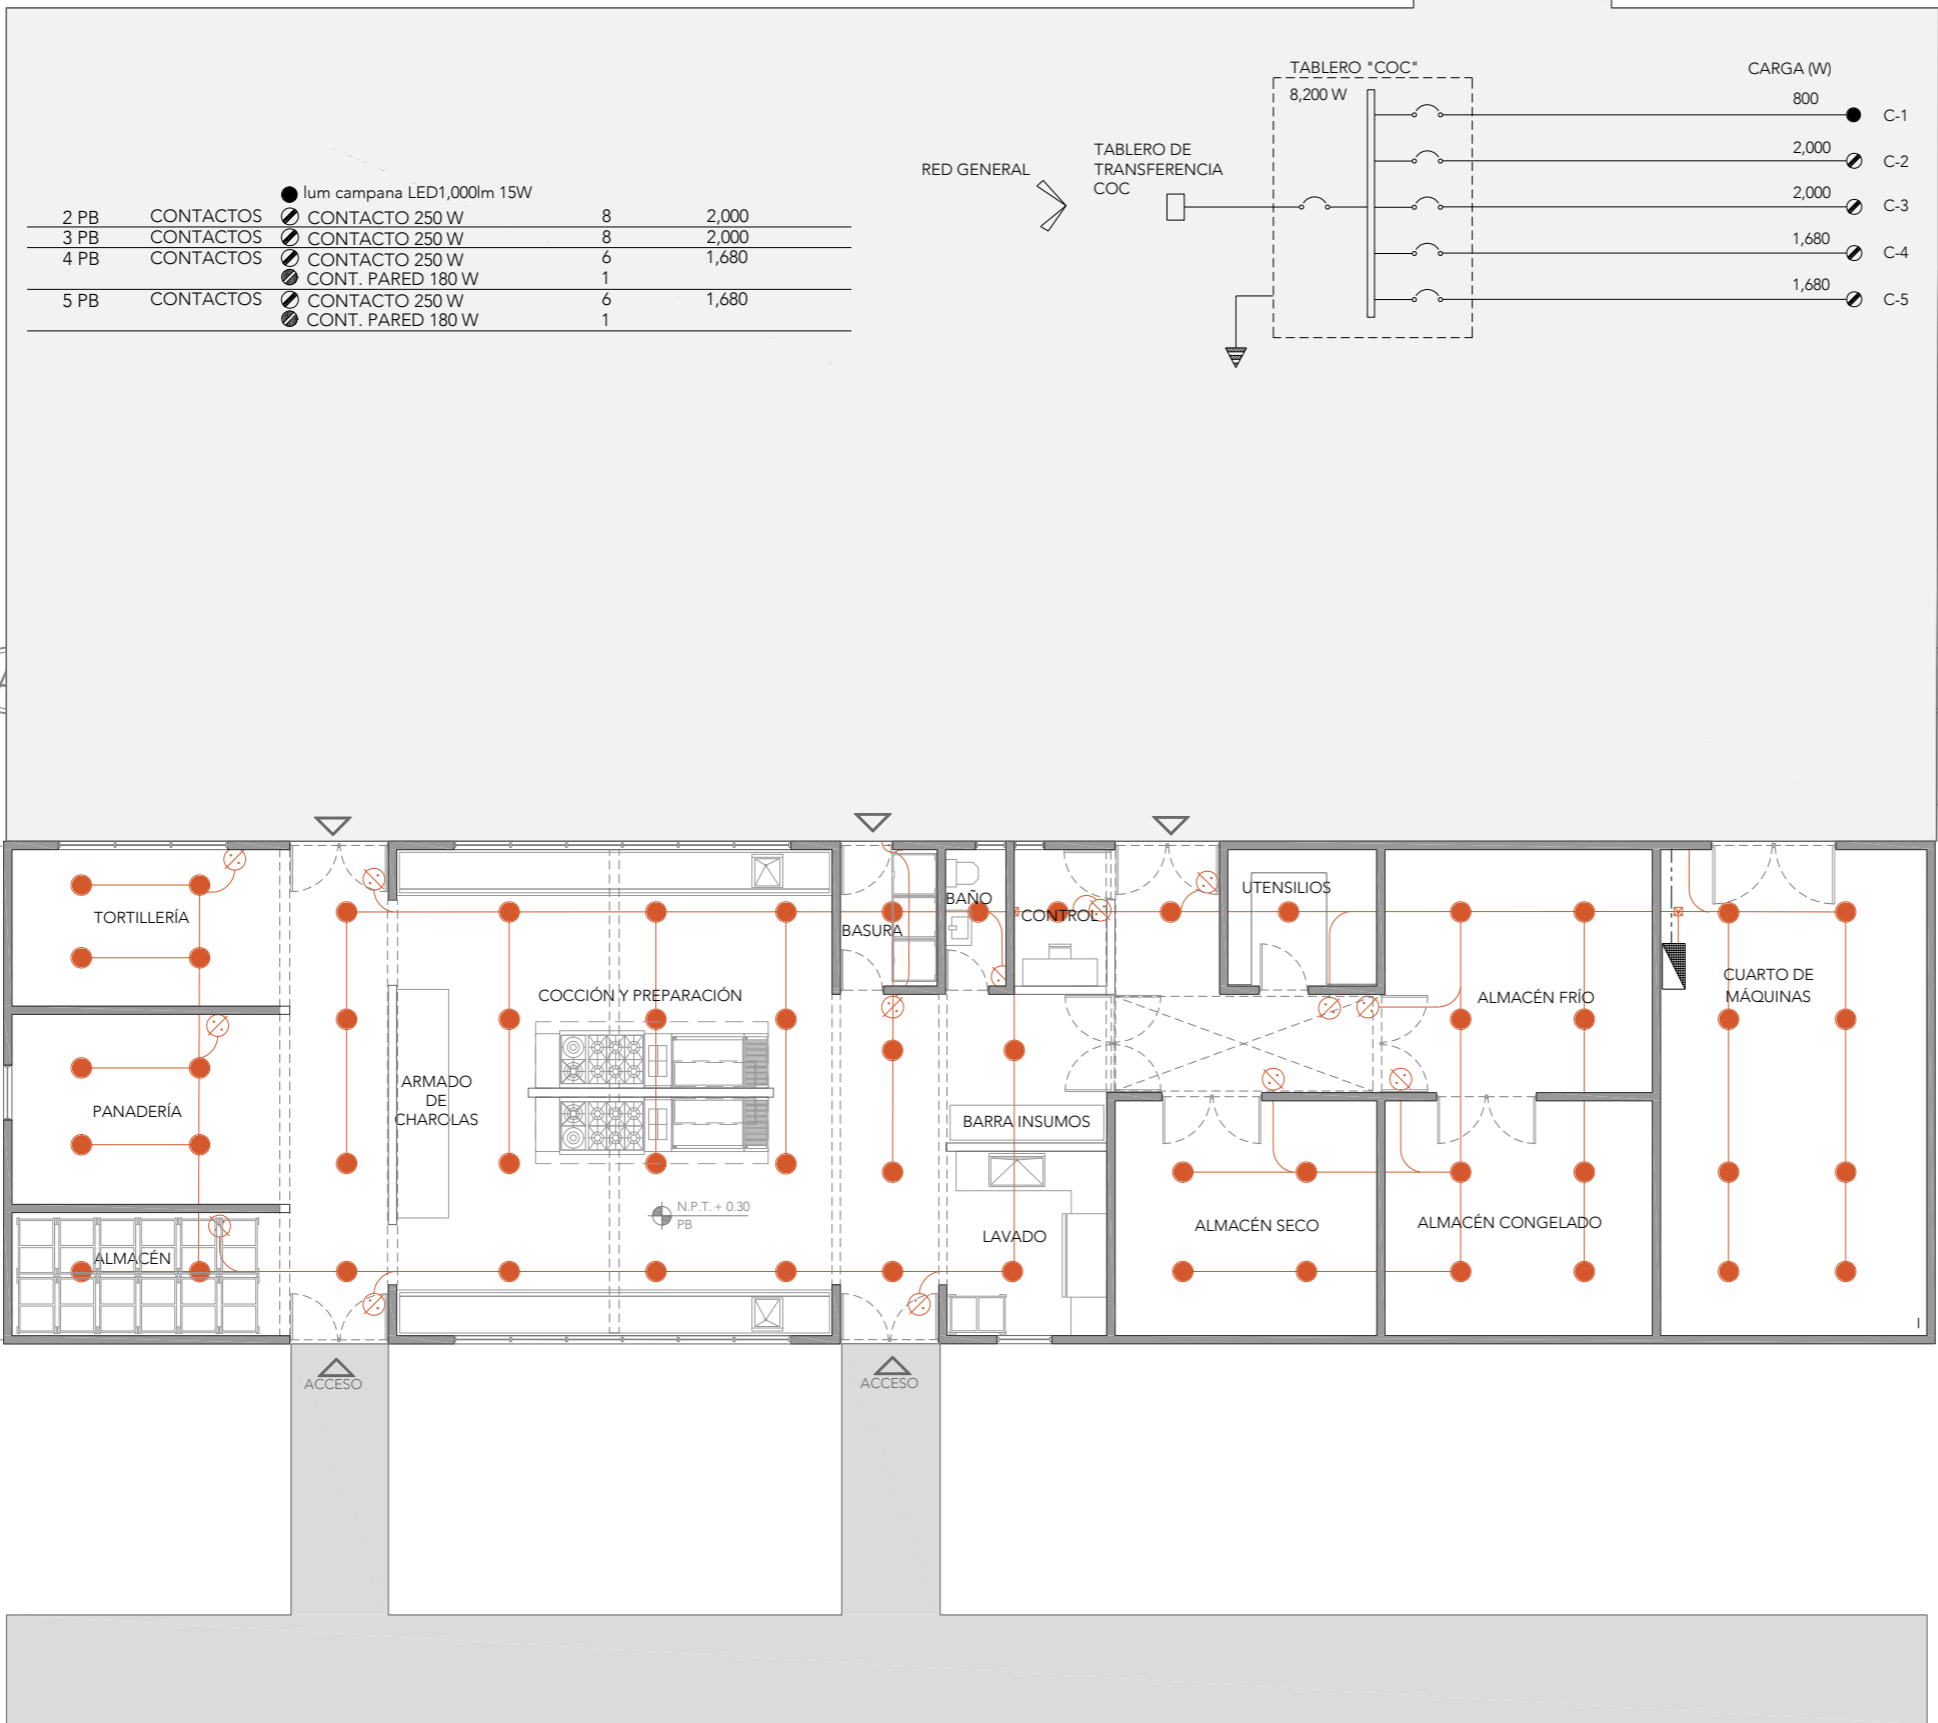 TABLERO "COC"
8,200 W
CARGA (W)
800
C-1
2,000
C-2
2,000
C-3
1,680
C-4
1,680
C-5
RED GENERAL
TABLERO DE
TRANSFERENCIA
COC
lum campana LED1,000lm 15W
2 PB CONTACTOS CONTACTO 250 W 8 2,000
3 PB CONTACTOS CONTACTO 250 W 8 2,000
4 PB CONTACTOS CONTACTO 250 W 6 1,680
CONT. PARED 180 W 1
5 PB CONTACTOS CONTACTO 250 W 6 1,680
CONT. PARED 180 W 1
TORTILLERÍA
PANADERÍA
ALMACÉN
ARMADO
DE
CHAROLAS
COCCIÓN Y PREPARACIÓN
N.P.T. + 0.30
PB
BASURA
BAÑO
CONTROL
UTENSILIOS
BARRA INSUMOS
LAVADO
ALMACÉN FRÍO
ALMACÉN SECO
ALMACÉN CONGELADO
CUARTO DE
MÁQUINAS
ACCESO
ACCESO